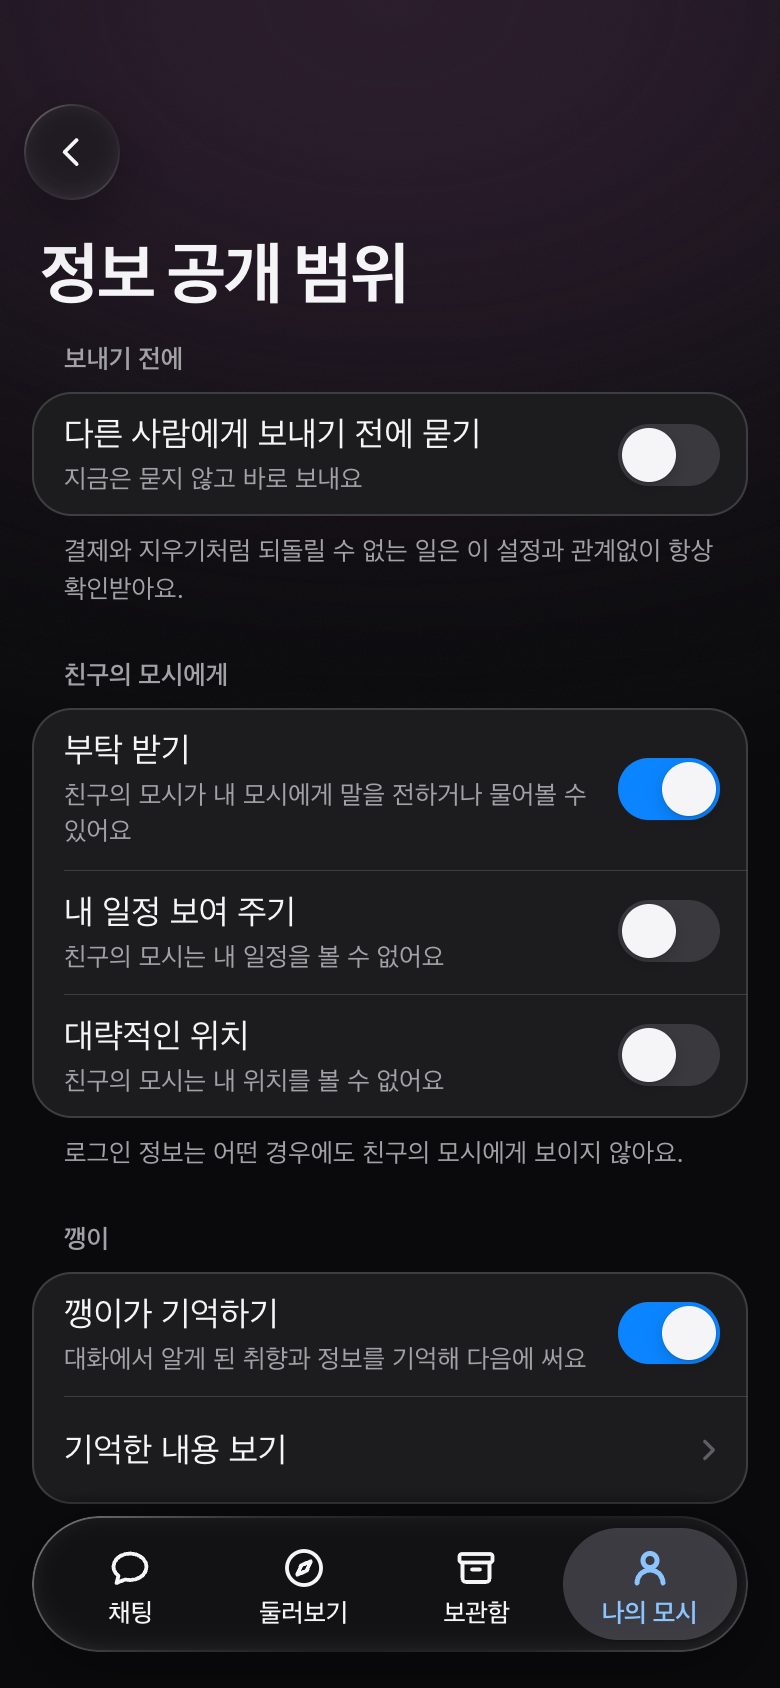 정보 공개 범위
보내기 전에
다른 사람에게 보내기 전에 묻기
지금은 묻지 않고 바로 보내요
결제와 지우기처럼 되돌릴 수 없는 일은 이 설정과 관계없이 항상
확인받아요.
친구의 모시에게
부탁 받기
친구의 모시가 내 모시에게 말을 전하거나 물어볼 수
있어요
내 일정 보여 주기
친구의 모시는 내 일정을 볼 수 없어요
대략적인 위치
친구의 모시는 내 위치를 볼 수 없어요
로그인 정보는 어떤 경우에도 친구의 모시에게 보이지 않아요.
깽이
깽이가 기억하기
대화에서 알게 된 취향과 정보를 기억해 다음에 써요
기억한 내용 보기
채팅
둘러보기
보관함
나의 모시